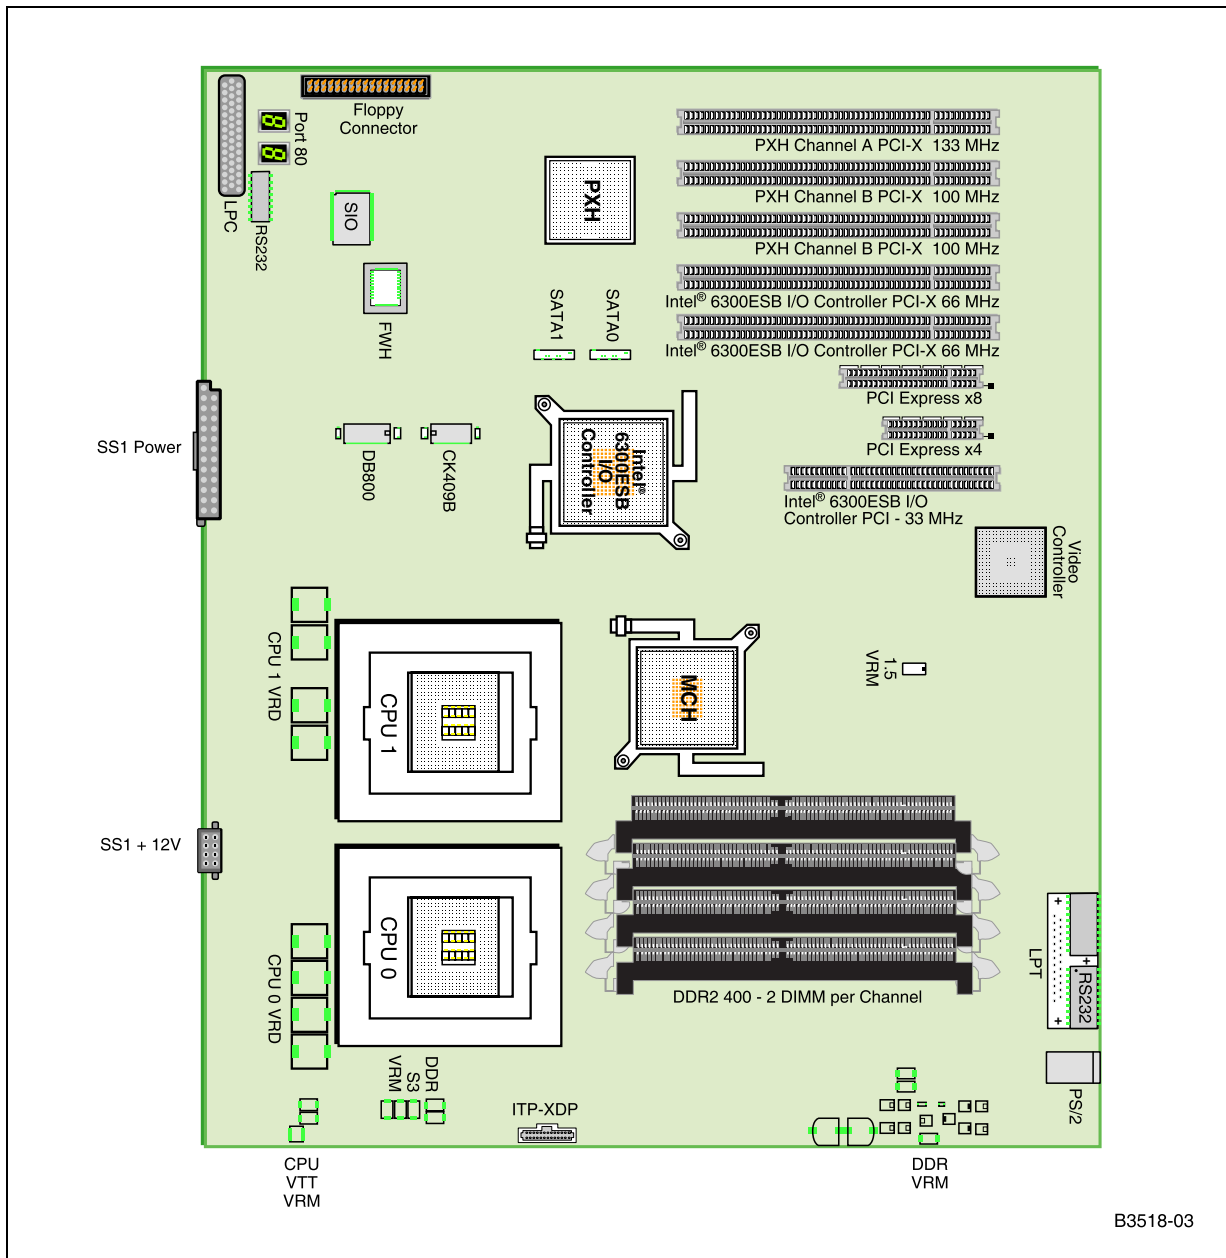 Floppy
Connector
Port 80
LPC
RS232
SIO
FWH
PXH
PXH Channel A PCI-X 133 MHz
PXH Channel B PCI-X 100 MHz
PXH Channel B PCI-X 100 MHz
Intel® 6300ESB I/O Controller PCI-X 66 MHz
Intel® 6300ESB I/O Controller PCI-X 66 MHz
SATA1
SATA0
PCI Express x8
PCI Express x4
Intel® 6300ESB I/O
Controller PCI - 33 MHz
SS1 Power
DB800
CK409B
Intel®
6300ESB
I/O
Controller
Video
Controller
CPU 1 VRD
CPU 1
MCH
1.5
VRM
SS1 + 12V
CPU 0 VRD
CPU 0
DDR2 400 - 2 DIMM per Channel
LPT
RS232
PS/2
DDR
S3
VRM
ITP-XDP
CPU
VTT
VRM
DDR
VRM
B3518-03